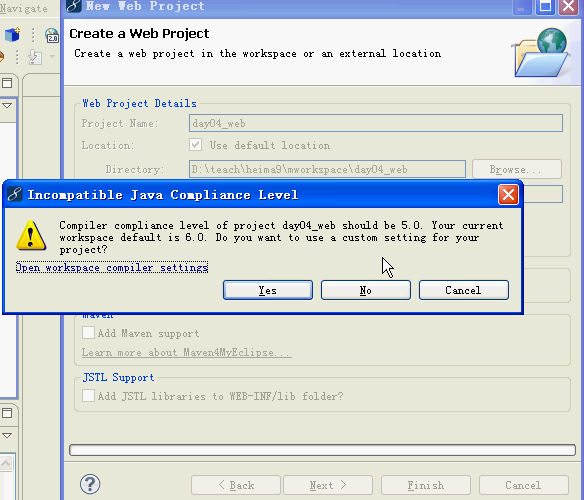 New Web Project
Navigate
Create a Web Project
Create a web project in the workspace or an external location
2.0
Web Project Details
Project Name: day04_web
Location: Use default location
Directory: D:\teach\heima9\mworkspace\day04_web Browse...
Incompatible Java Compliance Level
Compiler compliance level of project day04_web should be 5.0. Your current
workspace default is 6.0. Do you want to use a custom setting for your
project?
Open workspace compiler settings
Yes No Cancel
Maven
Add Maven support
Learn more about Maven4MyEclipse...
JSTL Support
Add JSTL libraries to WEB-INF/lib folder?
? < Back Next > Finish Cancel